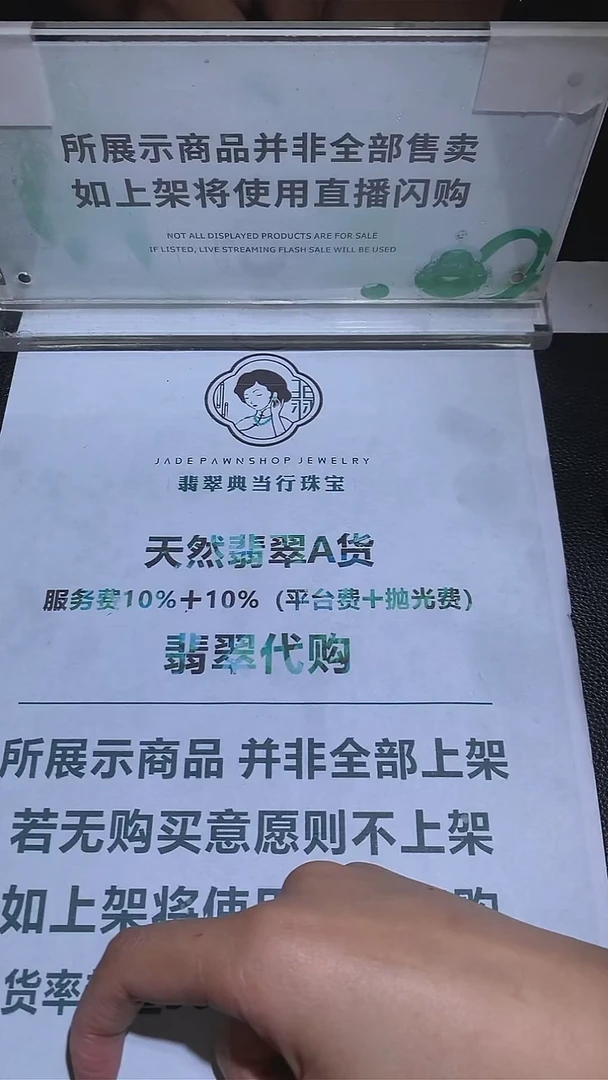 所展示商品并非全部售卖
如上架将使用直播闪购
NOT ALL DISPLAYED PRODUCTS ARE FOR SALE
IF LISTED, LIVE STREAMING FLASH SALE WILL BE USED
翡
JADE PAWNSHOP JEWELRY
翡翠典当行珠宝
天然翡翠A货
服务费10%+10%（平台费+抛光费）
翡翠代购
所展示商品 并非全部上架
若无购买意愿则不上架
如上架将使用 购
货率